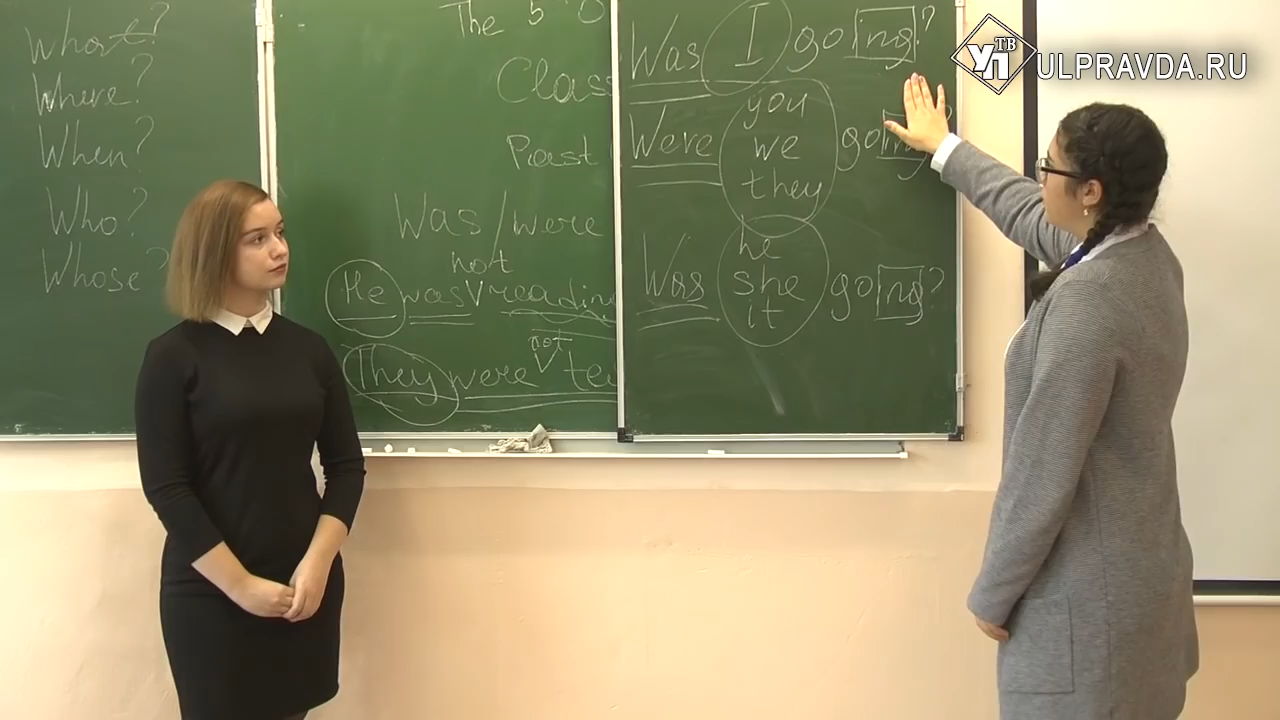 What?
Where?
When?
Who?
Whose?
The 5
Class
Past
Was/were
not
He was V reading
not
They were V
Was I going?
you
Were we going?
they
he
Was she going?
it
УП ТВ
ULPRAVDA.RU